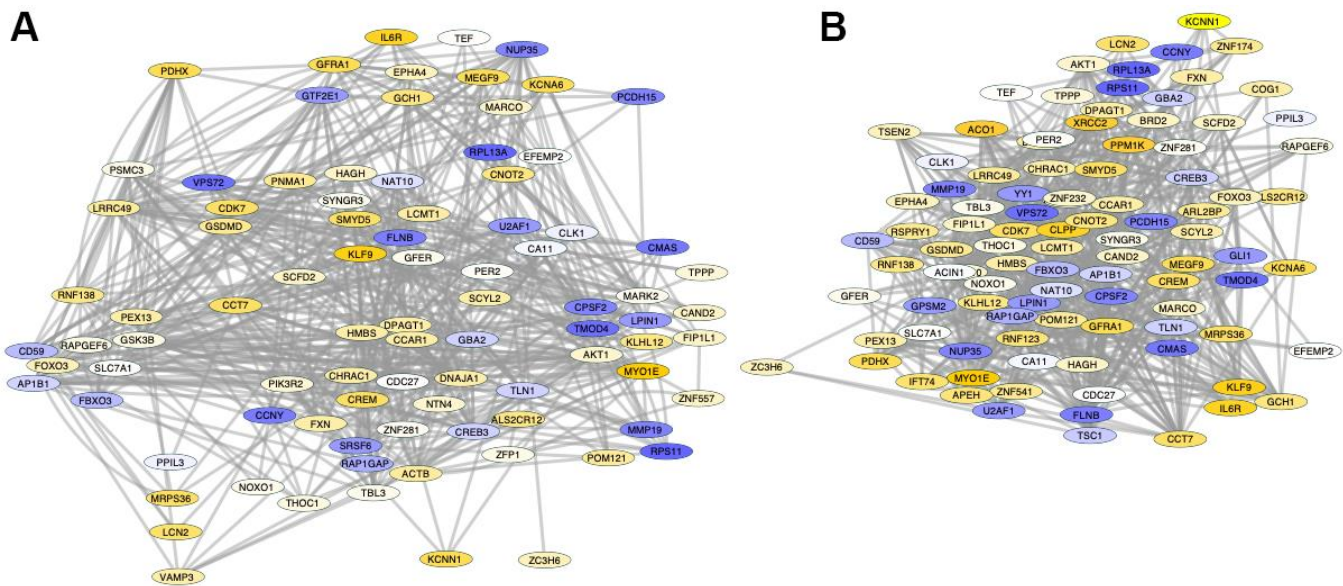 A
B
IL6R
TEF
NUP35
PDHX
GFRA1
EPHA4
MEGF9
KCNA6
GTF2E1
GCH1
MARCO
PCDH15
RPL13A
EFEMP2
PSMC3
VPS72
PNMA1
HAGH
NAT10
CNOT2
SYNGR3
LRRC49
CDK7
GSDMD
SMYD5
LCMT1
U2AF1
CLK1
FLNB
CA11
CMAS
KLF9
GFER
PER2
TPPP
SCFD2
MARK2
RNF138
CCT7
SCYL2
CPSF2
LPIN1
CAND2
PEX13
DPAGT1
TMOD4
RAPGEF6
GSK3B
HMBS
CCAR1
GBA2
KLHL12
FIP1L1
CD59
AKT1
FOXO3
SLC7A1
MYO1E
AP1B1
PIK3R2
CHRAC1
CDC27
DNAJA1
TLN1
FBXO3
CREM
NTN4
ZNF557
CCNY
FXN
ZNF281
CREB3
ALS2CR12
MMP19
SRSF6
ZFP1
RPS11
PPIL3
RAP1GAP
ACTB
POM121
NOXO1
TBL3
MRPS36
THOC1
LCN2
VAMP3
KCNN1
ZC3H6
KCNN1
LCN2
CCNY
ZNF174
AKT1
RPL13A
FXN
RPS11
COG1
TEF
TPPP
GBA2
DPAGT1
PPIL3
TSEN2
ACO1
XRCC2
BRD2
SCFD2
PER2
PPM1K
ZNF281
RAPGEF6
CLK1
CHRAC1
SMYD5
CREB3
LRRC49
MMP19
YY1
ZNF232
FOXO3
LS2CR12
EPHA4
TBL3
VPS72
CCAR1
ARL2BP
FIP1L1
CNOT2
PCDH15
RSPRY1
CDK7
CLPP
SCYL2
CD59
GSDMD
THOC1
LCMT1
SYNGR3
CAND2
GLI1
RNF138
HMBS
FBXO3
MEGF9
KCNA6
ACIN1
0
AP1B1
CREM
TMOD4
NOXO1
NAT10
GFER
GPSM2
KLHL12
LPIN1
CPSF2
MARCO
RAP1GAP
POM121
GFRA1
TLN1
MRPS36
SLC7A1
RNF123
PEX13
NUP35
CMAS
EFEMP2
PDHX
CA11
HAGH
ZC3H6
IFT74
MYO1E
KLF9
APEH
ZNF541
CDC27
GCH1
IL6R
U2AF1
FLNB
TSC1
CCT7